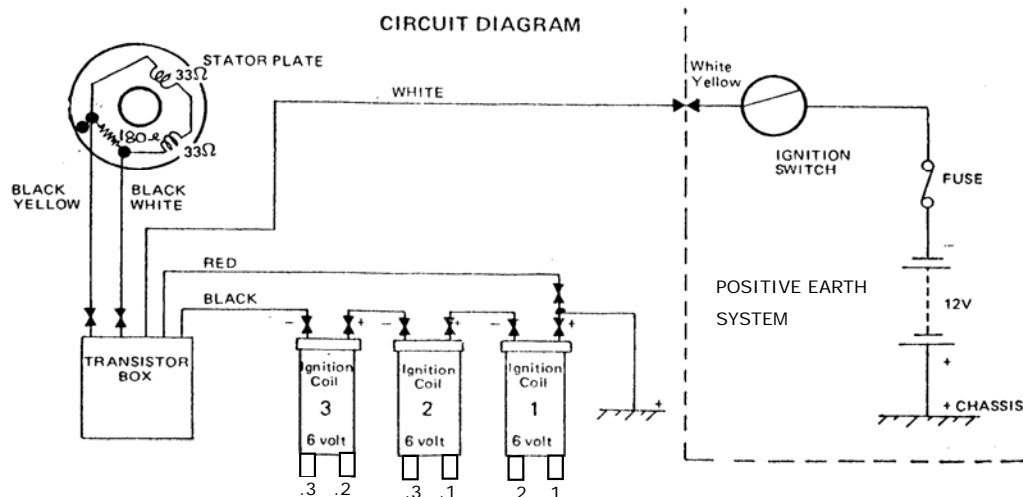 CIRCUIT DIAGRAM
STATOR PLATE
33Ω
180Ω
33Ω
WHITE
White
Yellow
IGNITION
SWITCH
FUSE
BLACK
YELLOW
BLACK
WHITE
RED
BLACK
- + - + - +
TRANSISTOR
BOX
Ignition
Coil
3
6 volt
Ignition
Coil
2
6 volt
Ignition
Coil
1
6 volt
+
.3 .2 .3 .1 2 1
POSITIVE EARTH
SYSTEM
-
12V
+
+ CHASSIS